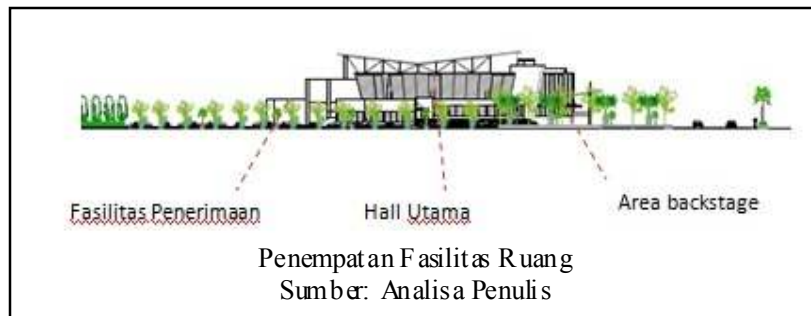 Fasilitas Penerimaan Hall Utama Area backstage
Penempatan Fasilitas Ruang
Sumber: Analisa Penulis